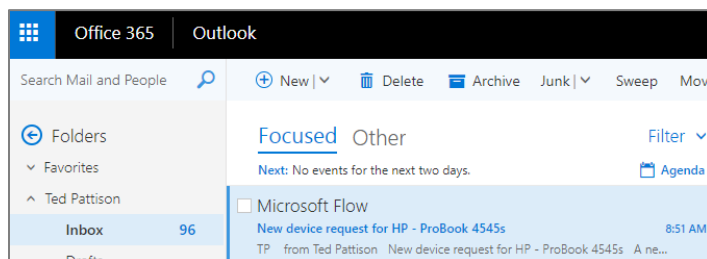 Office 365 Outlook
Search Mail and People New Delete Archive Junk Sweep Mov
Folders Focused Other Filter
Favorites Next: No events for the next two days. Agenda
Ted Pattison Microsoft Flow
Inbox 96 New device request for HP - ProBook 4545s 8:51 AM
Drafts TP from Ted Pattison New device request for HP - ProBook 4545s A ne...